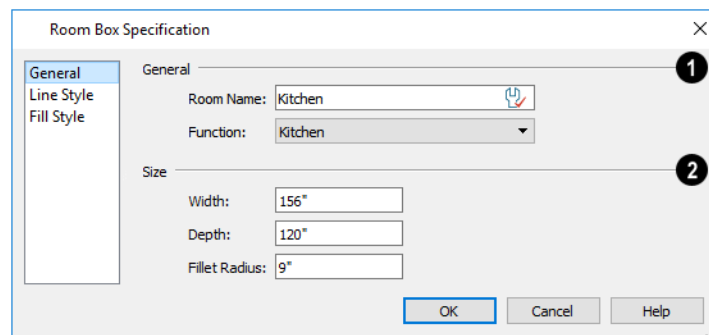 Room Box Specification
General
Line Style
Fill Style
General
1
Room Name: Kitchen
Function: Kitchen
Size
2
Width: 156"
Depth: 120"
Fillet Radius: 9"
OK Cancel Help